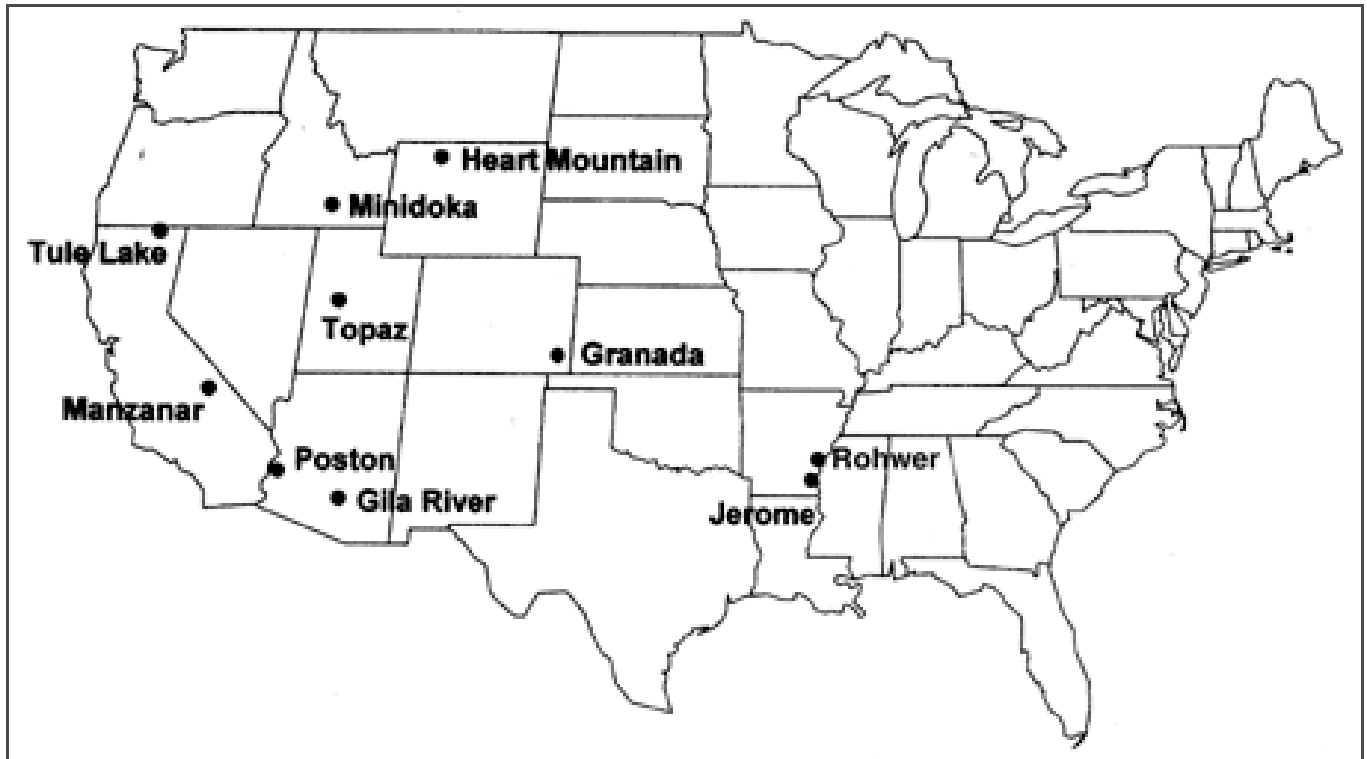 Heart Mountain
Minidoka
Tule Lake
Topaz
Granada
Manzanar
Poston
Rohwer
Gila River
Jerome